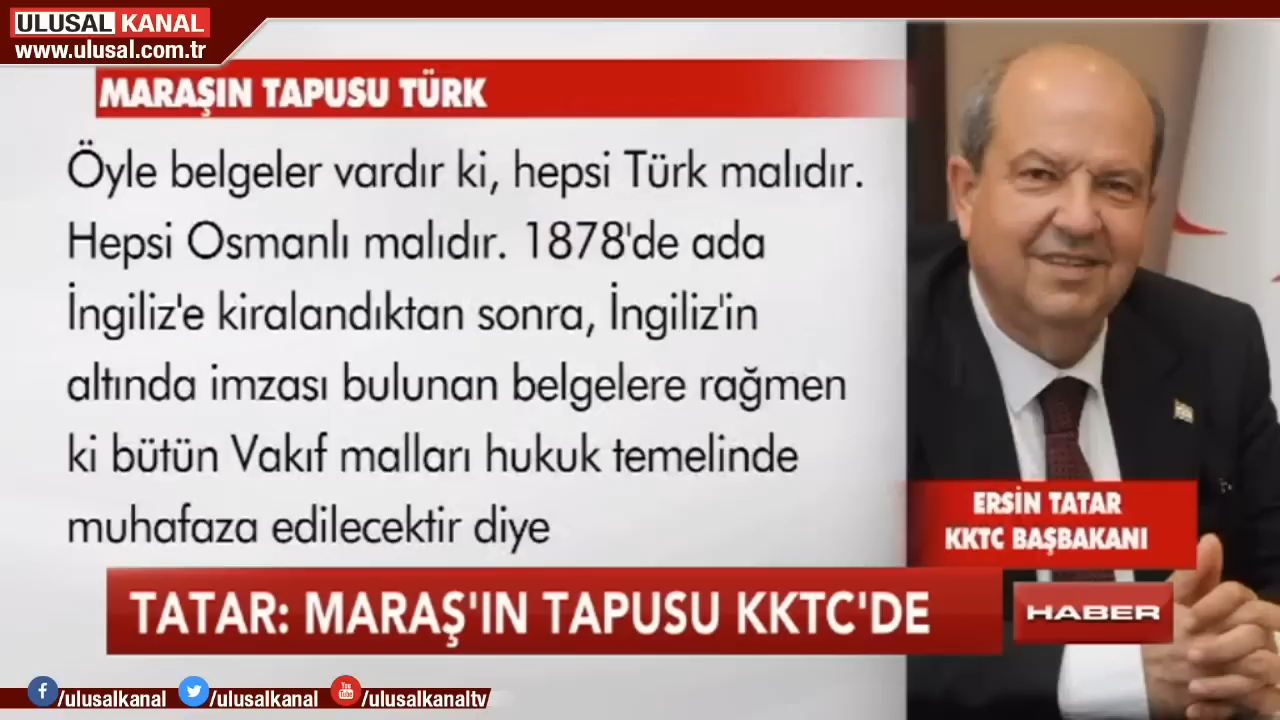 ULUSAL KANAL
www.ulusal.com.tr
MARAŞIN TAPUSU TÜRK
Öyle belgeler vardır ki, hepsi Türk malıdır.
Hepsi Osmanlı malıdır. 1878'de ada
İngiliz'e kiralandıktan sonra, İngiliz'in
altında imzası bulunan belgelere rağmen
ki bütün Vakıf malları hukuk temelinde
muhafaza edilecektir diye
ERSİN TATAR
KKTC BAŞBAKANI
TATAR: MARAŞ'IN TAPUSU KKTC'DE
HABER
/ulusalkanal
/ulusalkanal
You Tube
/ulusalkanaltv